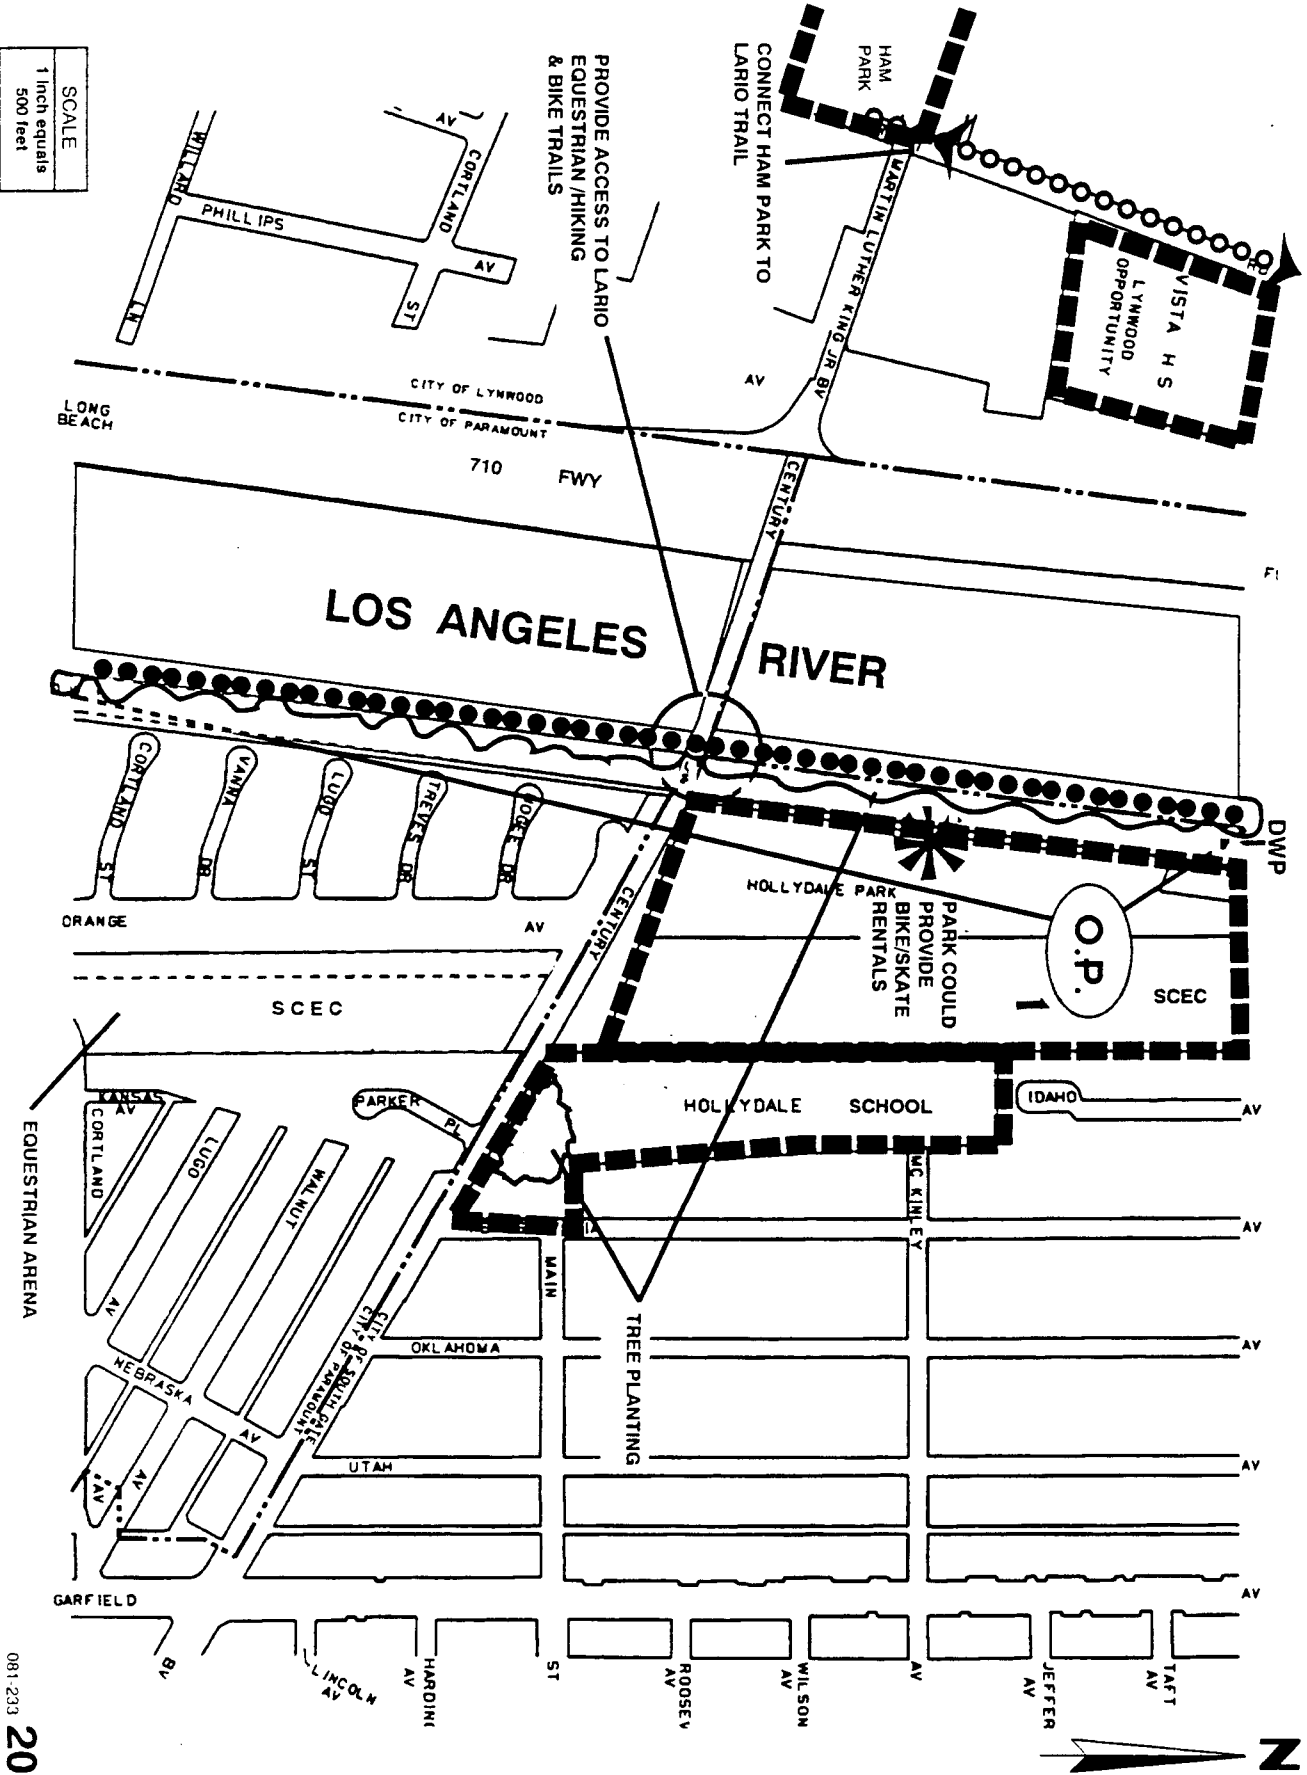 HAM
PARK
CONNECT HAM PARK TO
LARIO TRAIL
PROVIDE ACCESS TO LARIO
EQUESTRIAN /HIKING
& BIKE TRAILS
SCALE
1 inch equals
500 feet
VISTA H S
LYNWOOD
OPPORTUNITY
MARTIN LUTHER KING JR BV
AV
CORTLAND
AV
WILLARD
LN
PHILLIPS
AV
ST
AV
CITY OF LYNWOOD
CITY OF PARAMOUNT
LONG
BEACH
710 FWY
CENTURY
LOS ANGELES RIVER
DWP
CORTLAND ST
VANNA DR
LUGO ST
TREVES DR
DR
HOLLYDALE PARK
PARK COULD
PROVIDE
BIKE/SKATE
RENTALS
O.P.
1
SCEC
ORANGE AV
CENTURY
SCEC
HOLLYDALE SCHOOL
IDAHO AV
PARKER PL
KANSAS
AV
CORTLAND
AV
LUGO
AV
WALNUT
AV
NEBRASKA AV
EQUESTRIAN ARENA
MC KINLEY
AV
AV
MAIN
TREE PLANTING
OKLAHOMA
AV
CITY OF SOUTH GATE
CITY OF PARAMOUNT
UTAH
AV
GARFIELD
AV
BV
LINCOLN
AV
AV
ST
AV
WILSON
AV
AV
JEFFER
AV
TAFT
AV
N
081-233
20